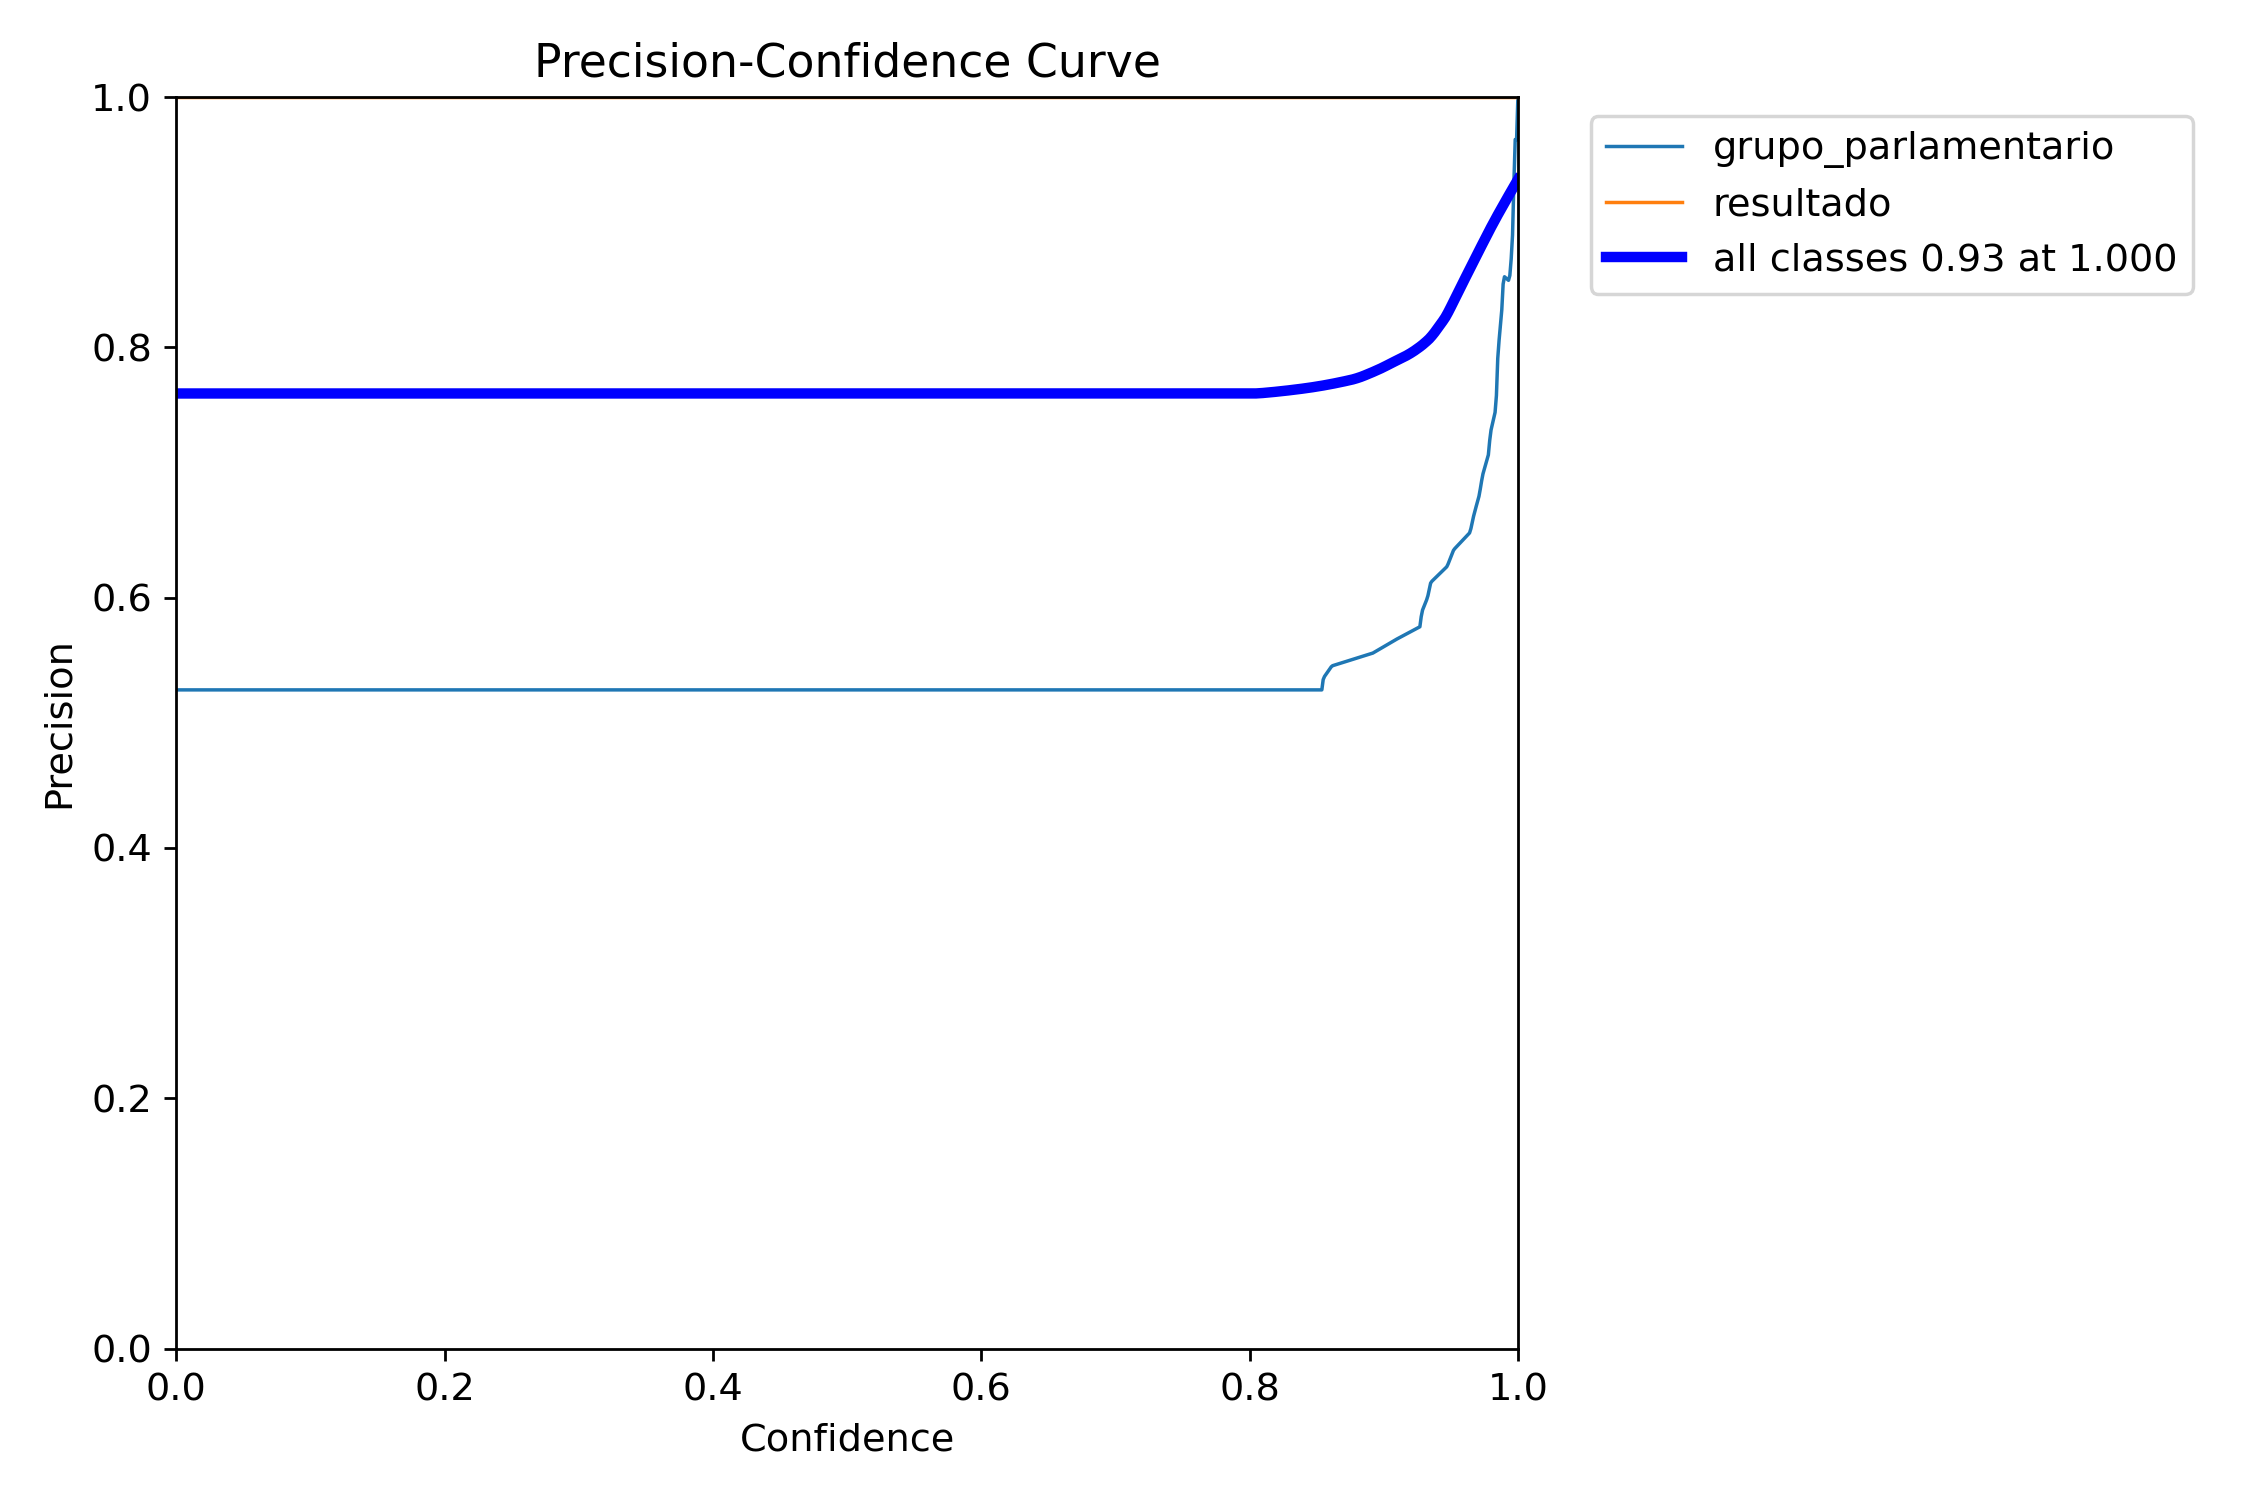 Precision-Confidence Curve
1.0
0.8
0.6
0.4
0.2
0.0
Precision
0.0 0.2 0.4 0.6 0.8 1.0
Confidence
grupo_parlamentario
resultado
all classes 0.93 at 1.000